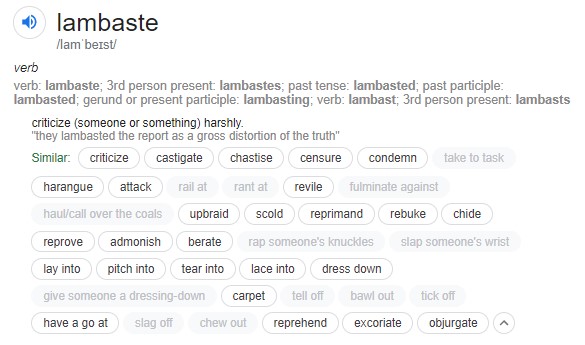 lambaste
/lamˈbeɪst/
verb
verb: lambaste; 3rd person present: lambastes; past tense: lambasted; past participle:
lambasted; gerund or present participle: lambasting; verb: lambast; 3rd person present: lambasts
criticize (someone or something) harshly.
"they lambasted the report as a gross distortion of the truth"
Similar: criticize castigate chastise censure condemn take to task
harangue attack rail at rant at revile fulminate against
haul/call over the coals upbraid scold reprimand rebuke chide
reprove admonish berate rap someone's knuckles slap someone's wrist
lay into pitch into tear into lace into dress down
give someone a dressing-down carpet tell off bawl out tick off
have a go at slag off chew out reprehend excoriate objurgate